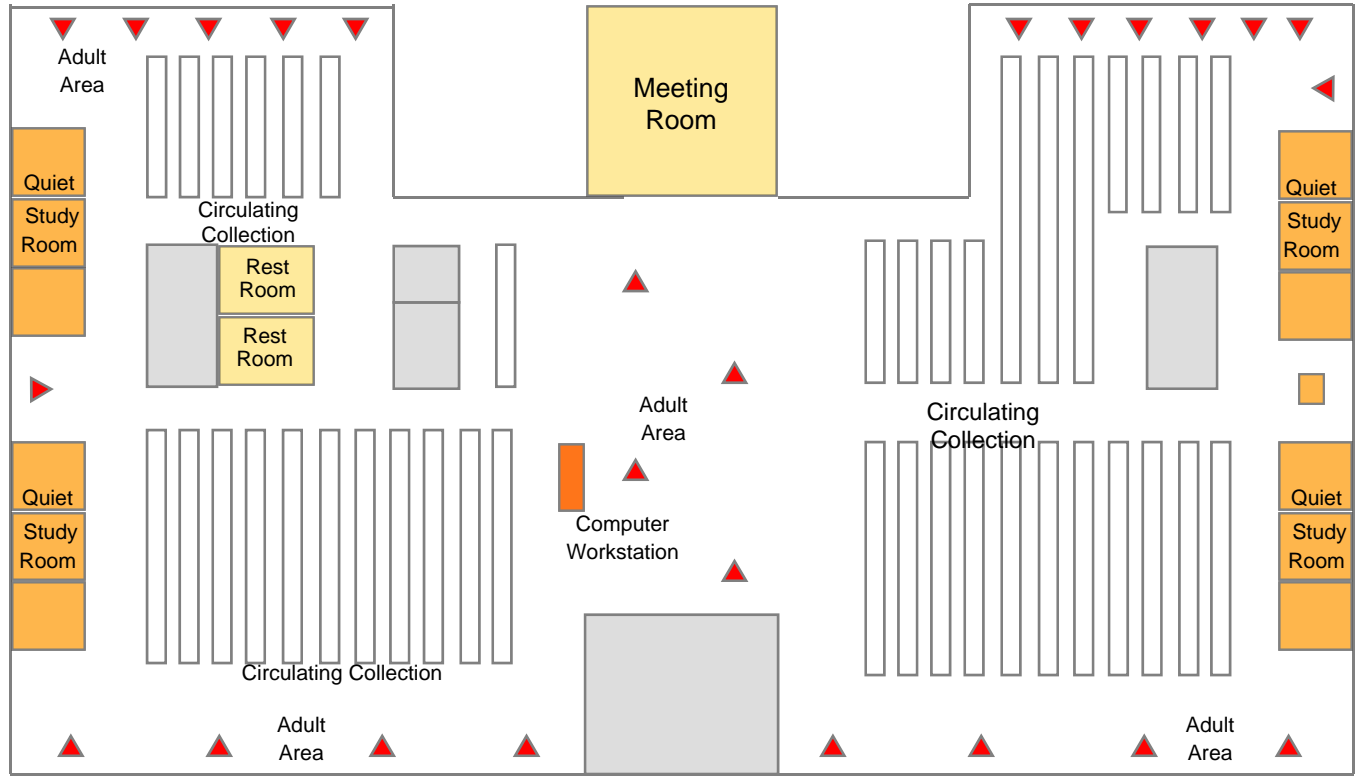 Adult
Area
Meeting
Room
Quiet
Study
Room
Circulating
Collection
Rest
Room
Rest
Room
Quiet
Study
Room
Adult
Area
Circulating
Collection
Quiet
Study
Room
Computer
Workstation
Quiet
Study
Room
Circulating Collection
Adult
Area
Adult
Area